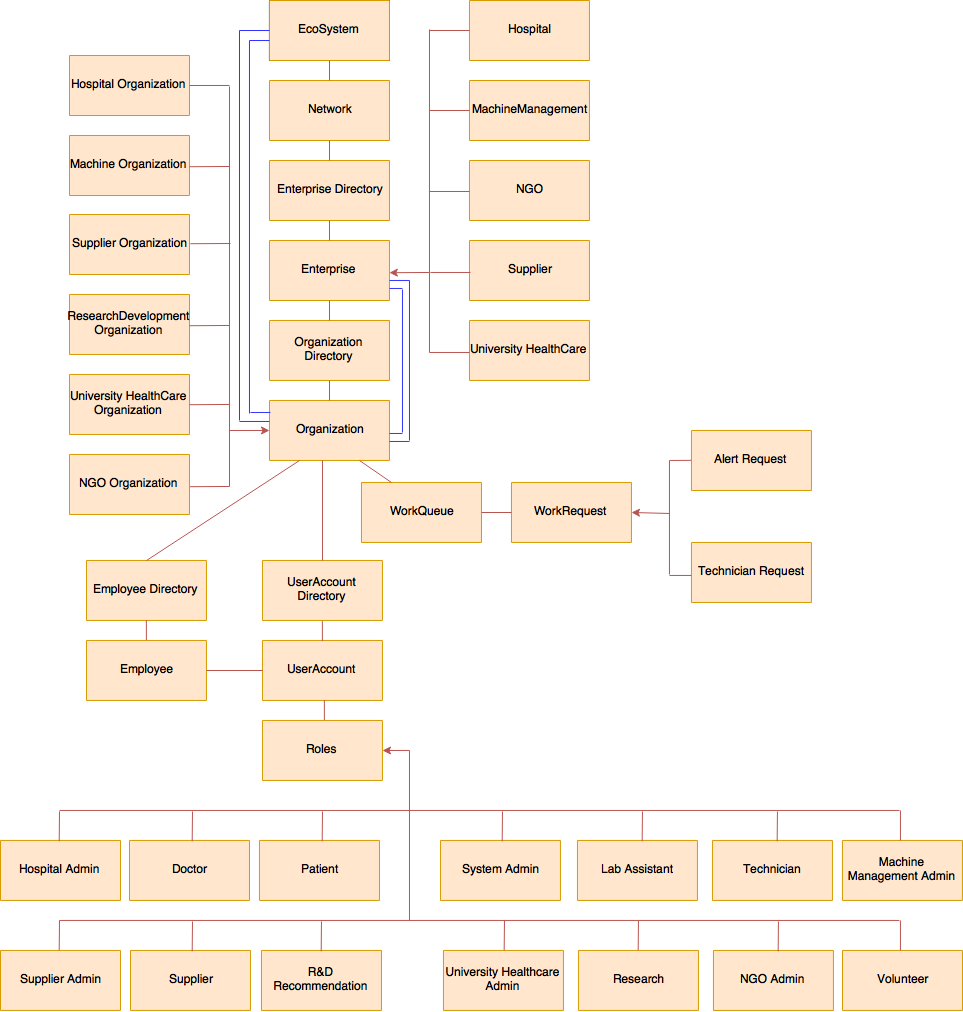 EcoSystem
Hospital
Hospital Organization
Network
MachineManagement
Machine Organization
Enterprise Directory
NGO
Supplier Organization
Enterprise
Supplier
ResearchDevelopment
Organization
Organization
Directory
University HealthCare
University HealthCare
Organization
Organization
NGO Organization
Alert Request
WorkQueue
WorkRequest
Technician Request
Employee Directory
UserAccount
Directory
Employee
UserAccount
Roles
Hospital Admin
Doctor
Patient
System Admin
Lab Assistant
Technician
Machine
Management Admin
Supplier Admin
Supplier
R&D
Recommendation
University Healthcare
Admin
Research
NGO Admin
Volunteer